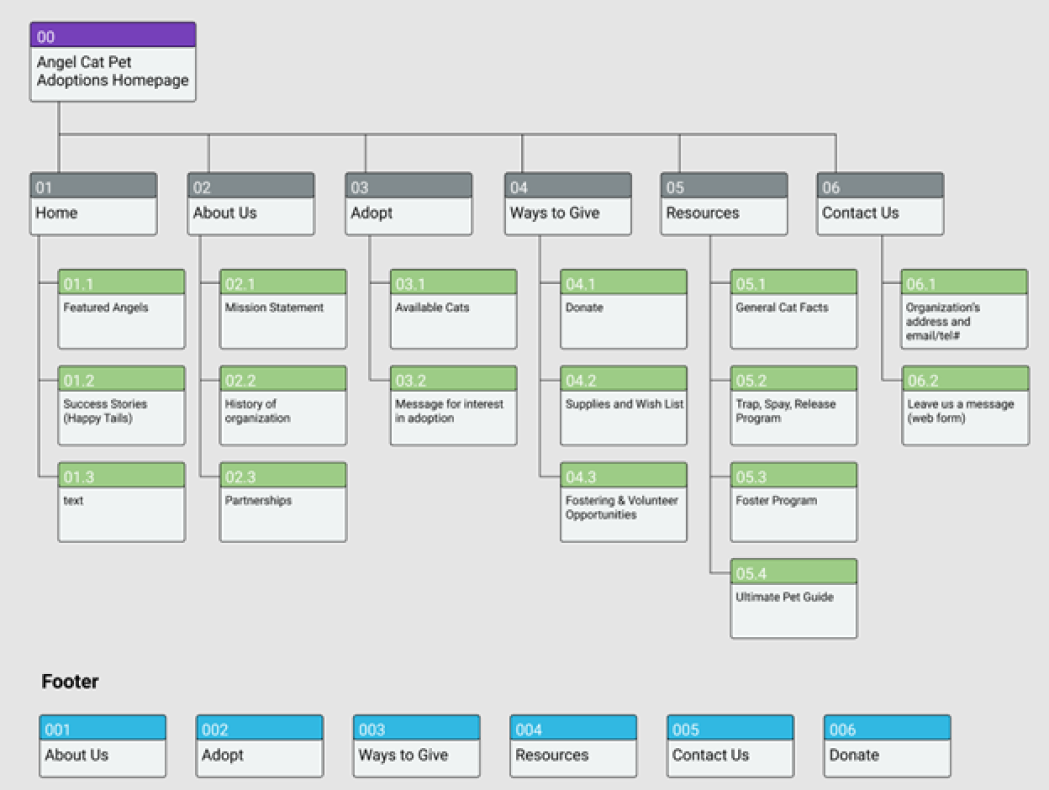 00
Angel Cat Pet
Adoptions Homepage
01
Home
02
About Us
03
Adopt
04
Ways to Give
05
Resources
06
Contact Us
01.1
Featured Angels
02.1
Mission Statement
03.1
Available Cats
04.1
Donate
05.1
General Cat Facts
06.1
Organization's
address and
email/tel#
01.2
Success Stories
(Happy Tails)
02.2
History of
organization
03.2
Message for interest
in adoption
04.2
Supplies and Wish List
05.2
Trap, Spay, Release
Program
06.2
Leave us a message
(web form)
01.3
text
02.3
Partnerships
04.3
Fostering & Volunteer
Opportunities
05.3
Foster Program
05.4
Ultimate Pet Guide
Footer
001
About Us
002
Adopt
003
Ways to Give
004
Resources
005
Contact Us
006
Donate